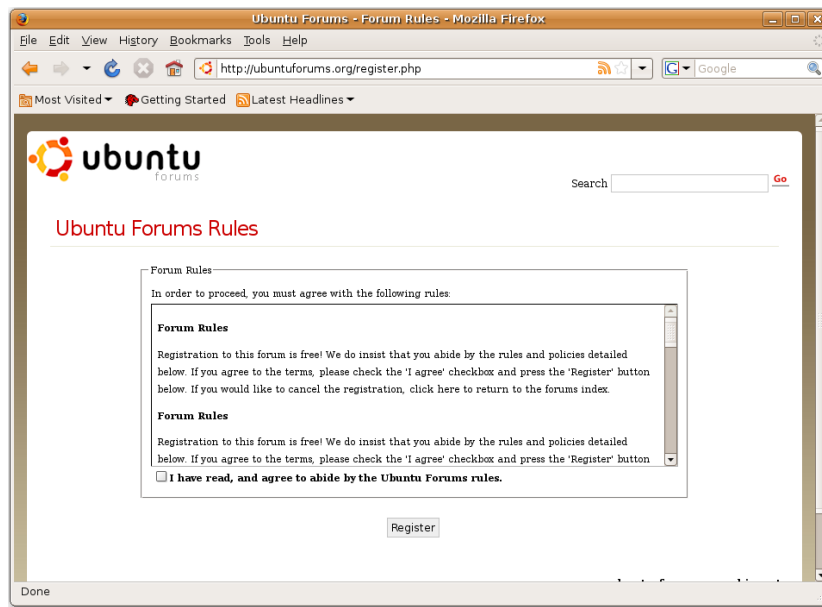 Ubuntu Forums - Forum Rules - Mozilla Firefox
File Edit View History Bookmarks Tools Help
http://ubuntuforums.org/register.php
G Google
Most Visited Getting Started Latest Headlines
ubuntu
forums
Search Go
Ubuntu Forums Rules
Forum Rules
In order to proceed, you must agree with the following rules:
Forum Rules
Registration to this forum is free! We do insist that you abide by the rules and policies detailed
below. If you agree to the terms, please check the 'I agree' checkbox and press the 'Register' button
below. If you would like to cancel the registration, click here to return to the forums index.
Forum Rules
Registration to this forum is free! We do insist that you abide by the rules and policies detailed
below. If you agree to the terms, please check the 'I agree' checkbox and press the 'Register' button
I have read, and agree to abide by the Ubuntu Forums rules.
Register
Done